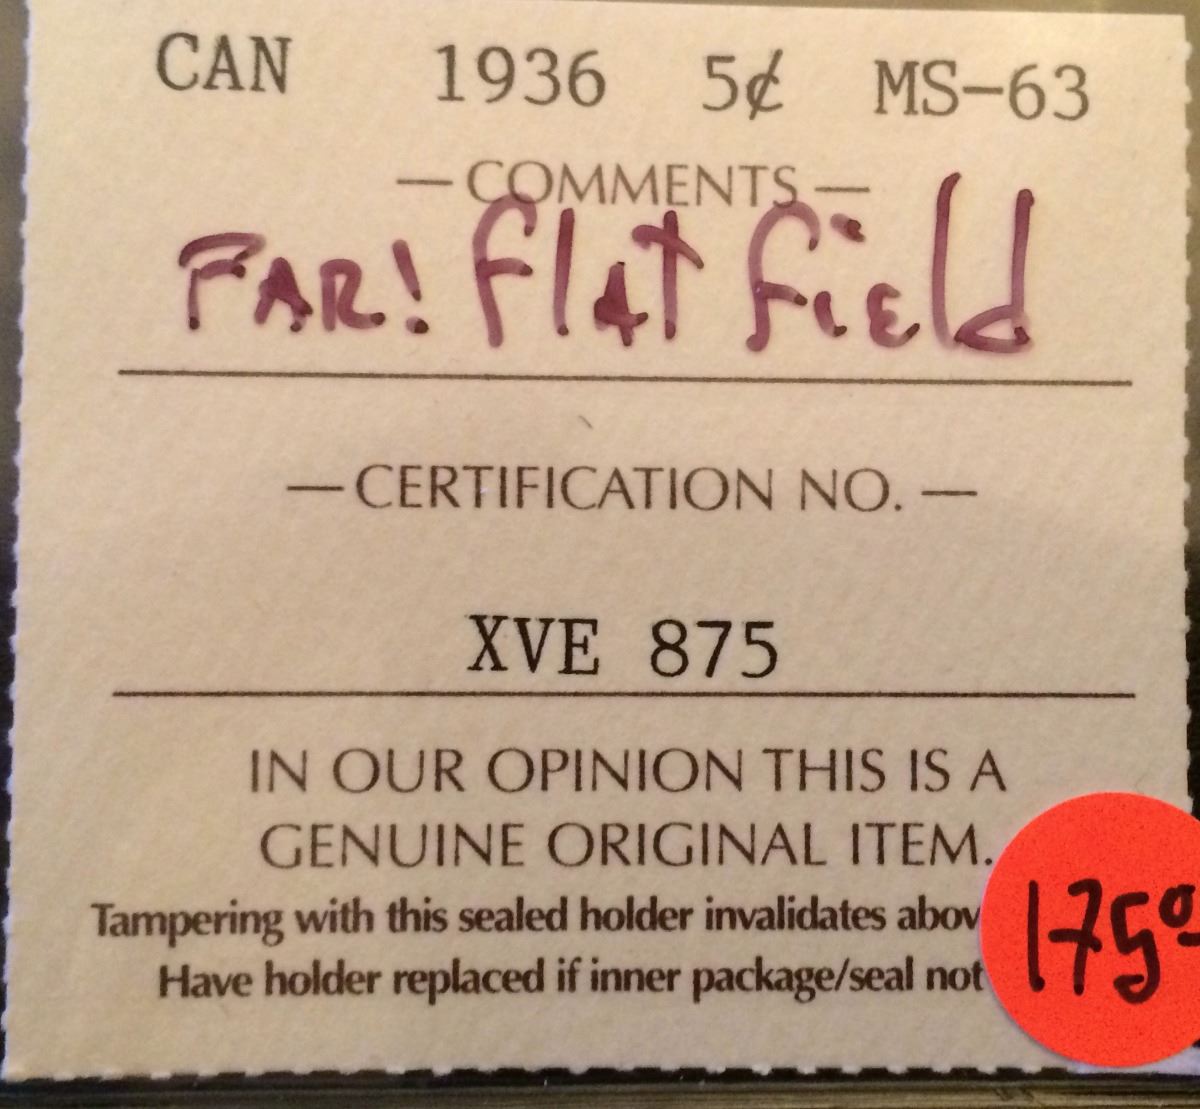 CAN 1936 5¢ MS-63
— COMMENTS —
FAR! flat field
— CERTIFICATION NO. —
XVE 875
IN OUR OPINION THIS IS A
GENUINE ORIGINAL ITEM.
Tampering with this sealed holder invalidates abov
Have holder replaced if inner package/seal not
175º